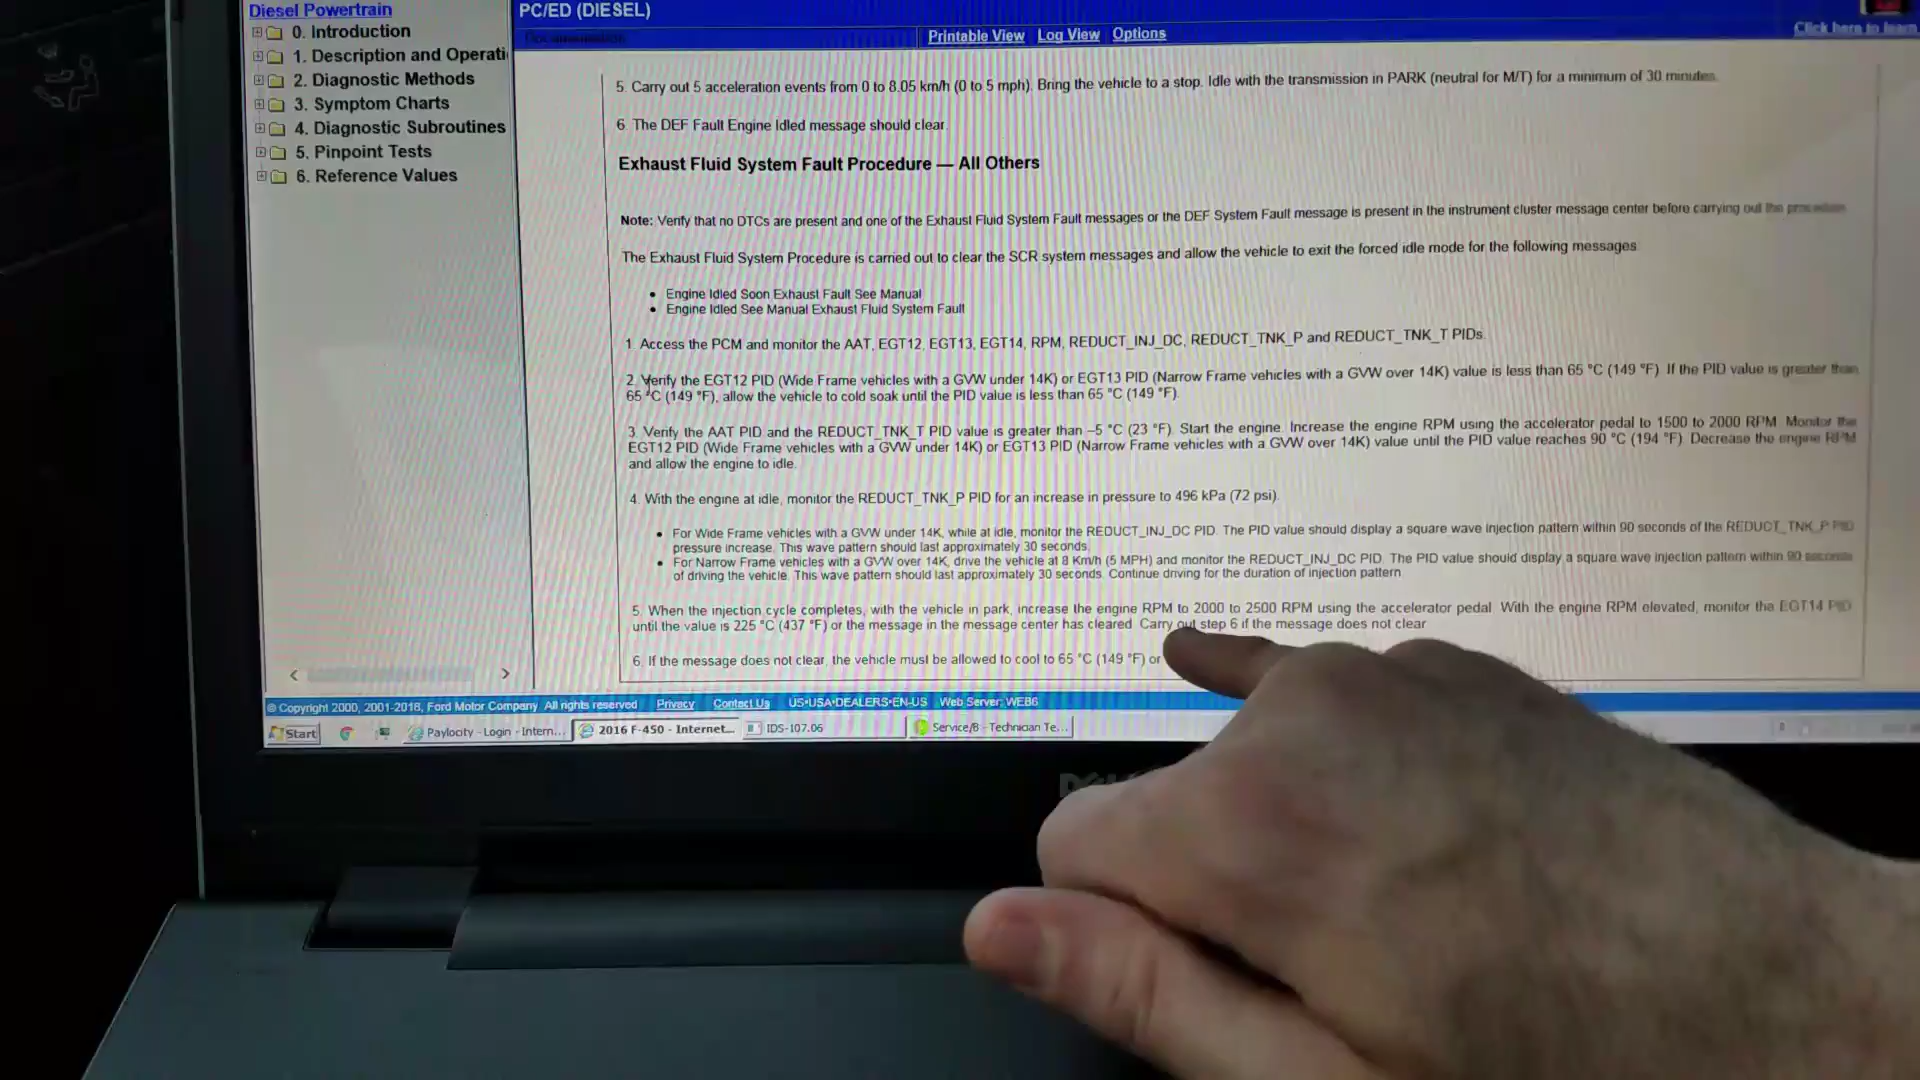 Diesel Powertrain
0. Introduction
1. Description and Operati
2. Diagnostic Methods
3. Symptom Charts
4. Diagnostic Subroutines
5. Pinpoint Tests
6. Reference Values
PC/ED (DIESEL)
Printable View Log View Options
Click here to learn
5. Carry out 5 acceleration events from 0 to 8.05 km/h (0 to 5 mph). Bring the vehicle to a stop. Idle with the transmission in PARK (neutral for M/T) for a minimum of 30 minutes.
6. The DEF Fault Engine Idled message should clear.
Exhaust Fluid System Fault Procedure — All Others
Note: Verify that no DTCs are present and one of the Exhaust Fluid System Fault messages or the DEF System Fault message is present in the instrument cluster message center before carrying out the procedure.
The Exhaust Fluid System Procedure is carried out to clear the SCR system messages and allow the vehicle to exit the forced idle mode for the following messages
• Engine Idled Soon Exhaust Fault See Manual
• Engine Idled See Manual Exhaust Fluid System Fault
1. Access the PCM and monitor the AAT, EGT12, EGT13, EGT14, RPM, REDUCT_INJ_DC, REDUCT_TNK_P and REDUCT_TNK_T PIDs.
2. Verify the EGT12 PID (Wide Frame vehicles with a GVW under 14K) or EGT13 PID (Narrow Frame vehicles with a GVW over 14K) value is less than 65 °C (149 °F). If the PID value is greater than
65 °C (149 °F), allow the vehicle to cold soak until the PID value is less than 65 °C (149 °F).
3. Verify the AAT PID and the REDUCT_TNK_T PID value is greater than –5 °C (23 °F). Start the engine. Increase the engine RPM using the accelerator pedal to 1500 to 2000 RPM. Monitor the
EGT12 PID (Wide Frame vehicles with a GVW under 14K) or EGT13 PID (Narrow Frame vehicles with a GVW over 14K) value until the PID value reaches 90 °C (194 °F). Decrease the engine RPM
and allow the engine to idle.
4. With the engine at idle, monitor the REDUCT_TNK_P PID for an increase in pressure to 496 kPa (72 psi).
• For Wide Frame vehicles with a GVW under 14K, while at idle, monitor the REDUCT_INJ_DC PID. The PID value should display a square wave injection pattern within 90 seconds of the REDUCT_TNK_P PID
pressure increase. This wave pattern should last approximately 30 seconds.
• For Narrow Frame vehicles with a GVW over 14K, drive the vehicle at 8 Km/h (5 MPH) and monitor the REDUCT_INJ_DC PID. The PID value should display a square wave injection pattern within 90 seconds
of driving the vehicle. This wave pattern should last approximately 30 seconds. Continue driving for the duration of injection pattern.
5. When the injection cycle completes, with the vehicle in park, increase the engine RPM to 2000 to 2500 RPM using the accelerator pedal. With the engine RPM elevated, monitor the EGT14 PID
until the value is 225 °C (437 °F) or the message in the message center has cleared. Carry out step 6 if the message does not clear.
6. If the message does not clear, the vehicle must be allowed to cool to 65 °C (149 °F) or
© Copyright 2000, 2001-2018, Ford Motor Company. All rights reserved Privacy Contact Us US•USA•DEALERS•EN-US Web Server: WEB6
Start Paylocity - Login - Intern... 2016 F-450 - Internet... IDS-107.06 Service/B - Technician Te...